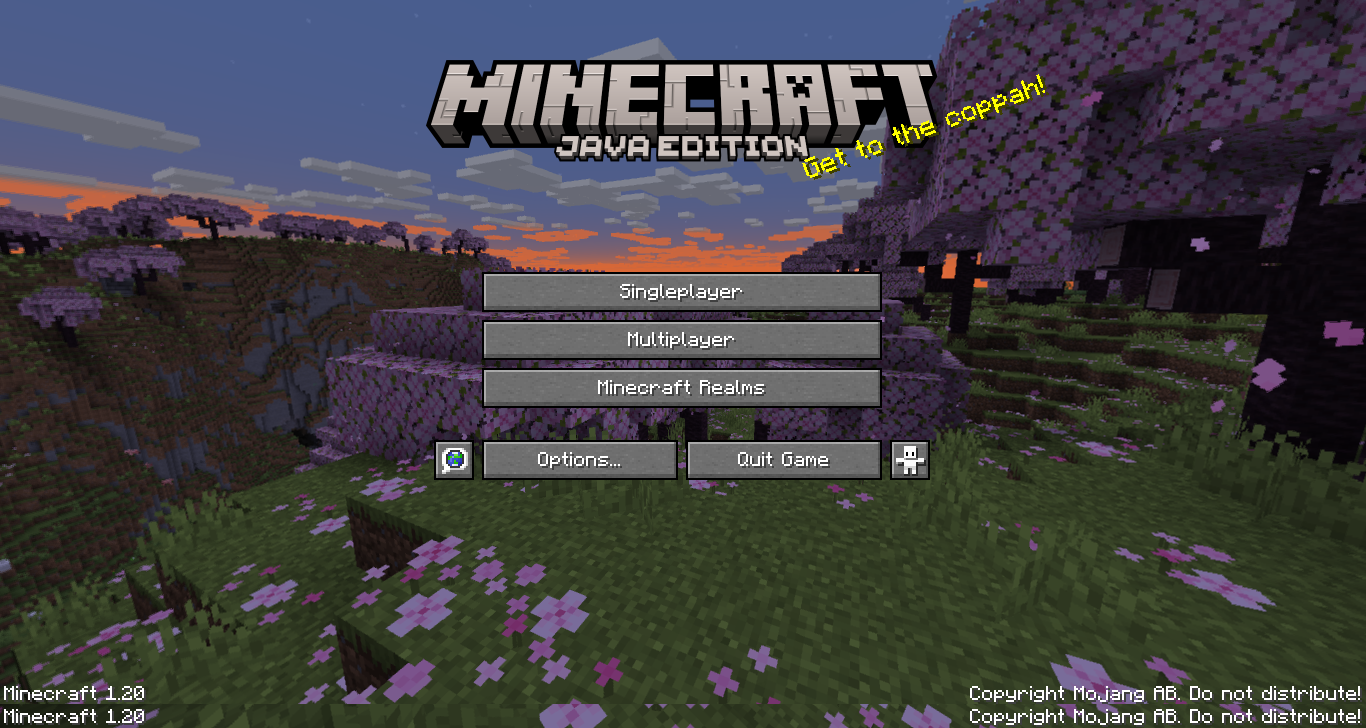 MINECRAFT
JAVA EDITION
Get to the coppah!
Singleplayer
Multiplayer
Minecraft Realms
Options...
Quit Game
Minecraft 1.20
Copyright Mojang AB. Do not distribute!
Minecraft 1.20
Copyright Mojang AB. Do not distribute!